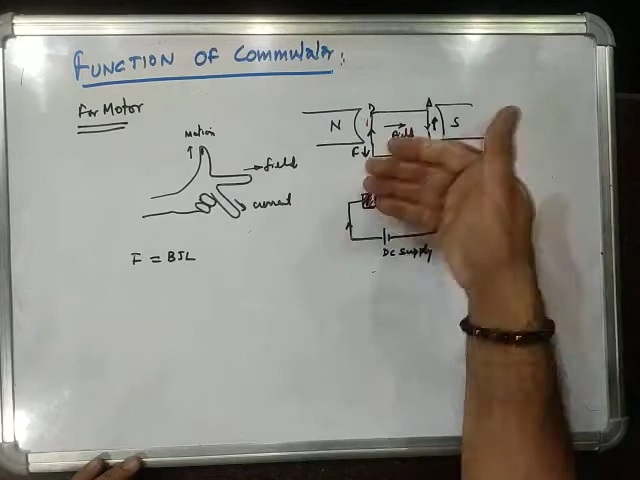 FUNCTION OF COMMUTATOR:
For Motor
Motion
field
current
F = BIL
N
D
A
S
field
F
DC supply